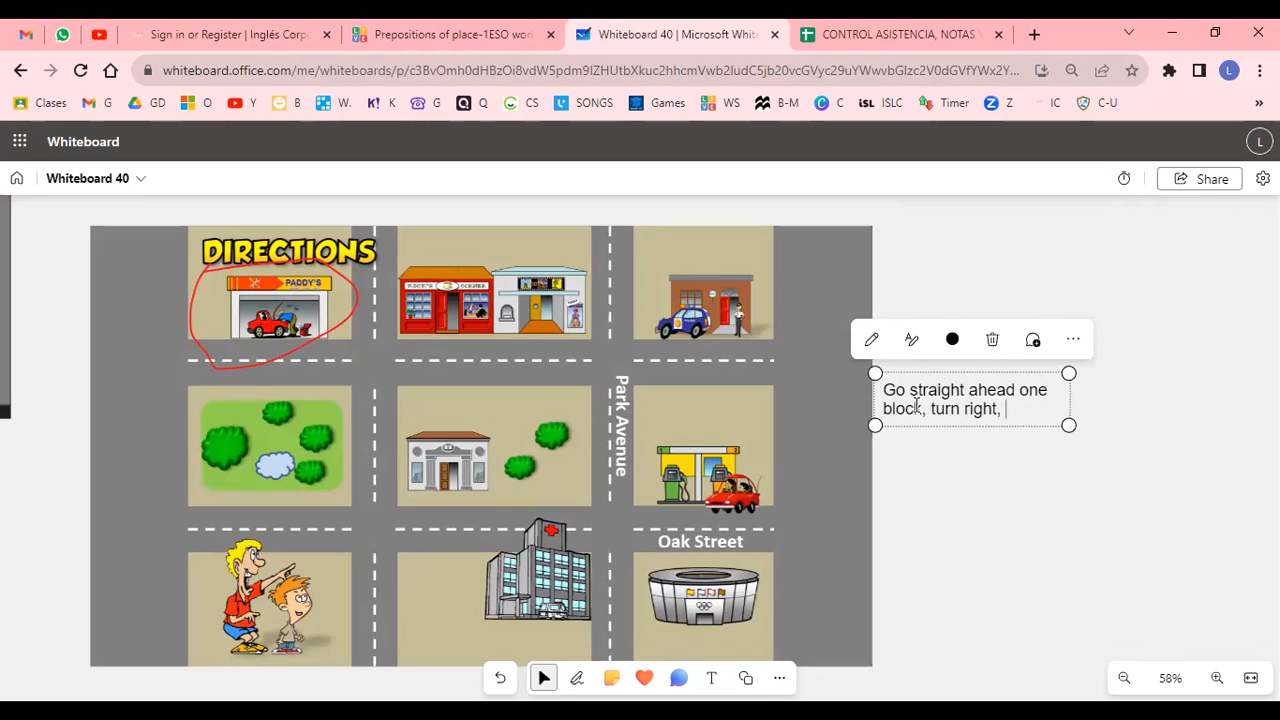 Sign in or Register | Inglés Corpo
Prepositions of place-1ESO wor
Whiteboard 40 | Microsoft White
CONTROL ASISTENCIA, NOTAS
Clases
G
GD
O
Y
B
W.
K
G
Q
CS
SONGS
Games
WS
B-M
C
ISLC
Timer
Z
IC
C-U
»
Whiteboard
L
Whiteboard 40
Share
DIRECTIONS
PADDY'S
Park Avenue
Go straight ahead one
block, turn right,
Oak Street
58%